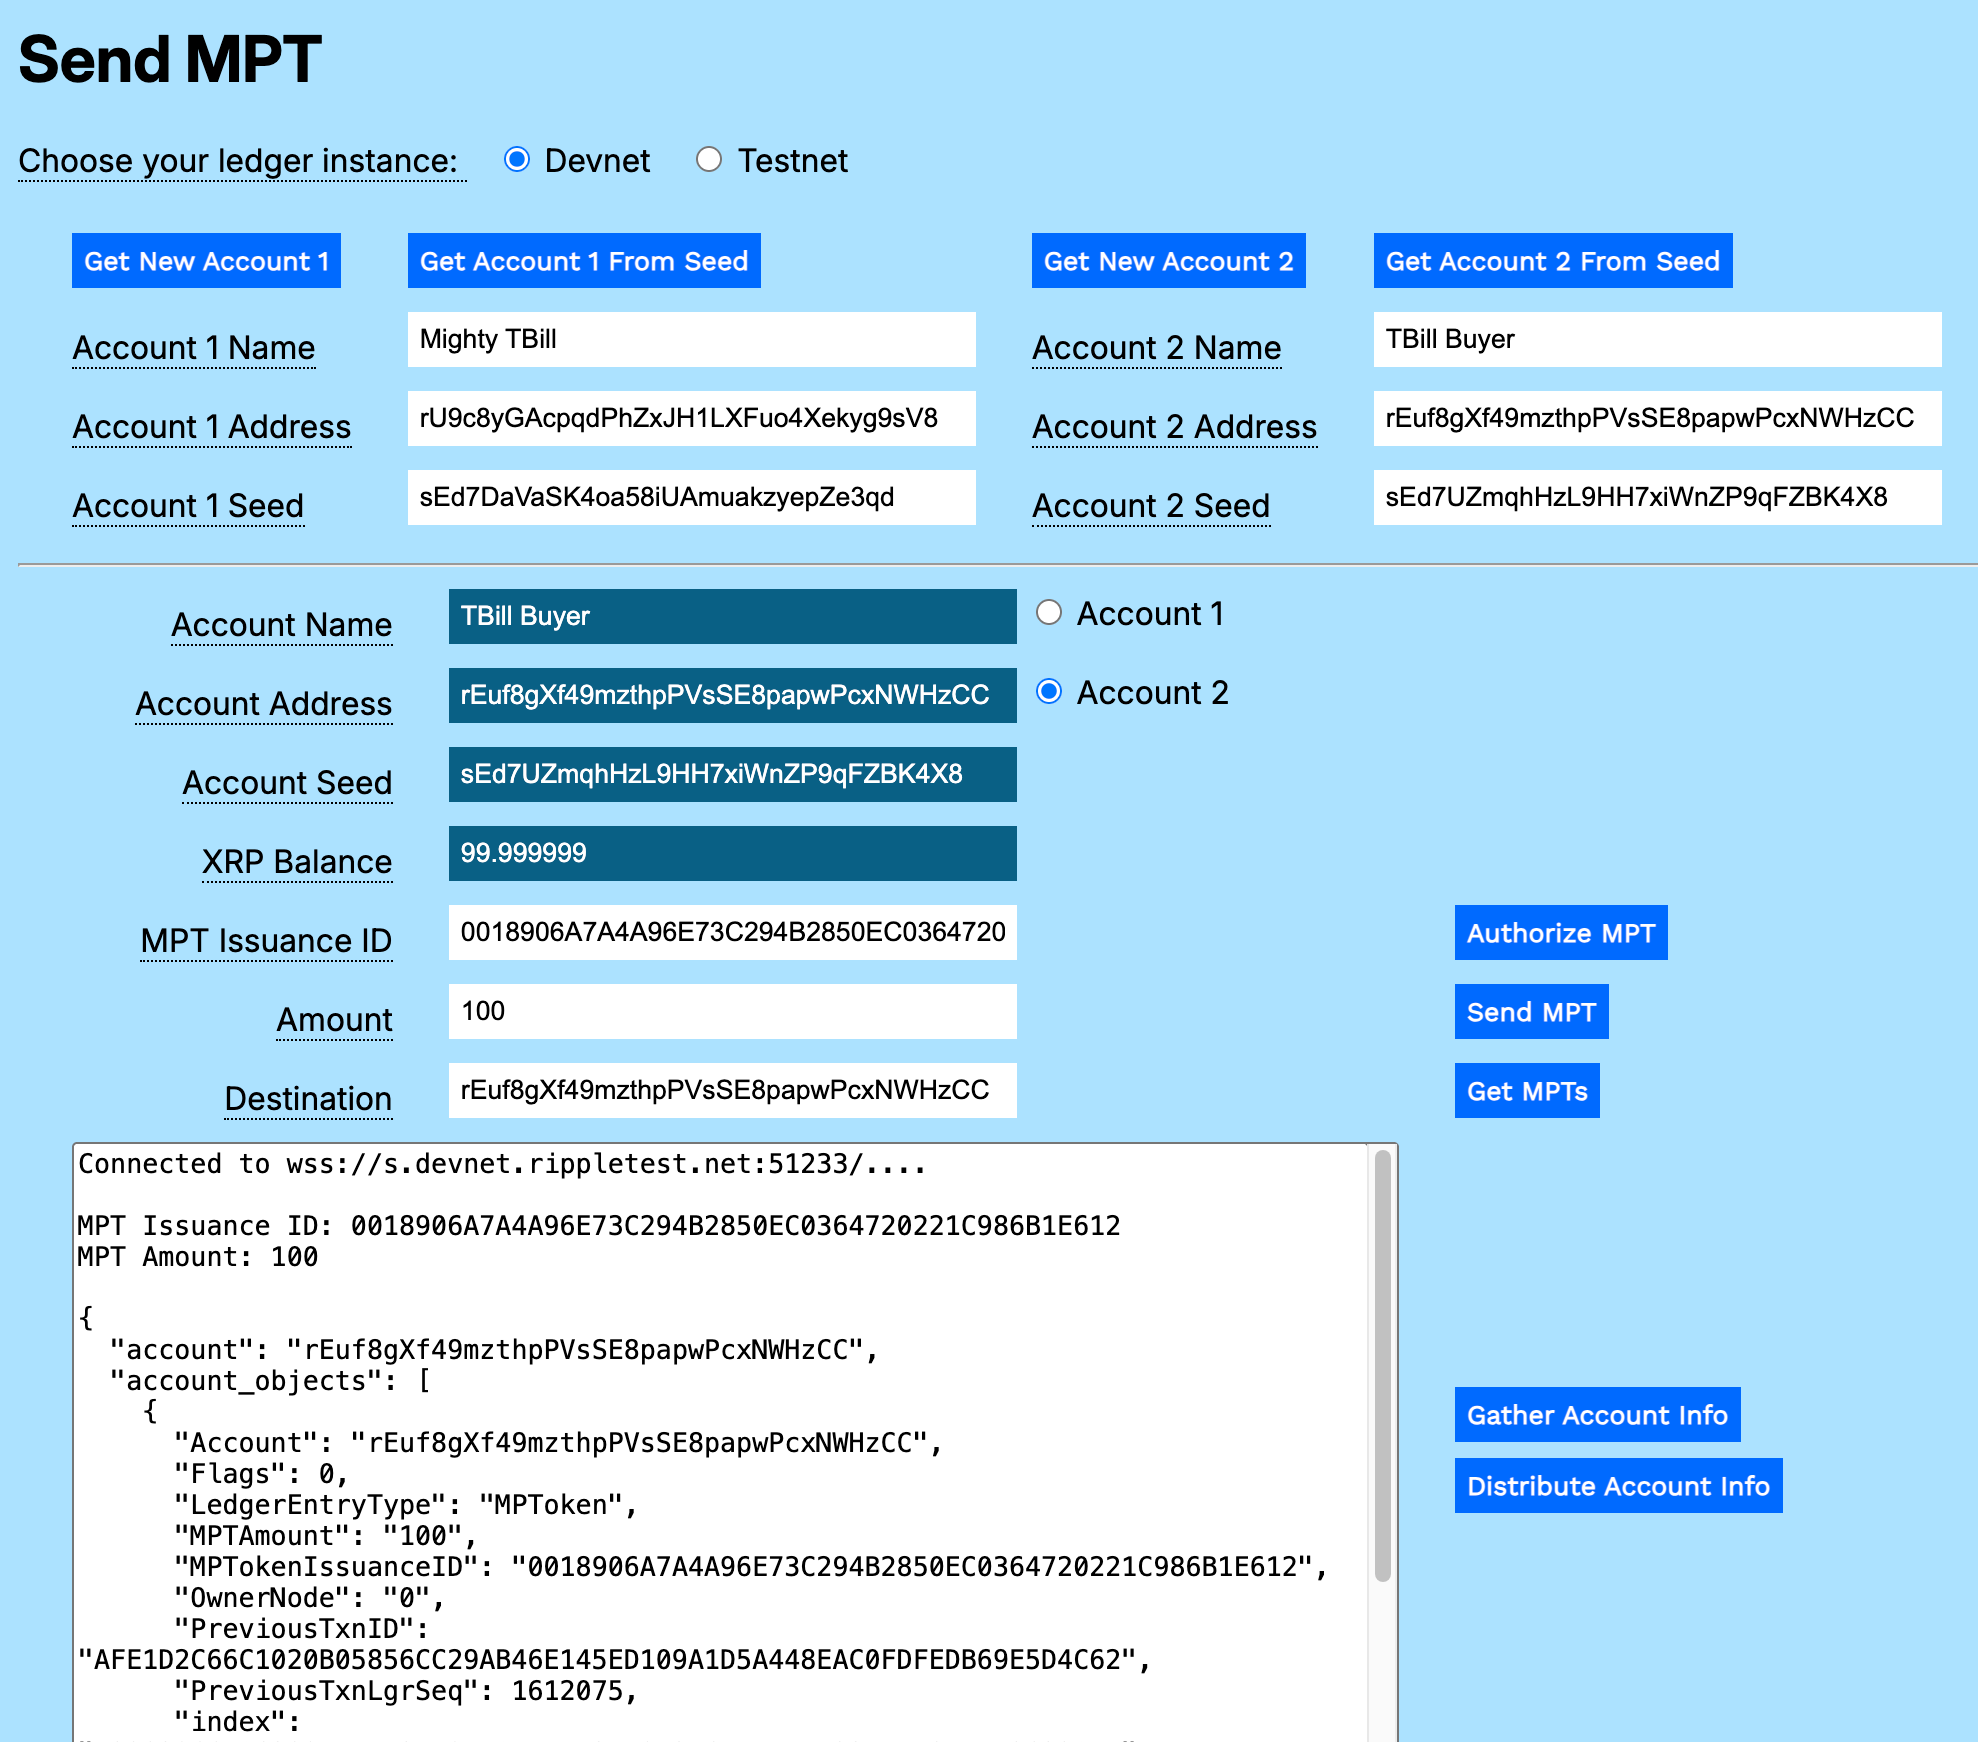 Send MPT
Choose your ledger instance: Devnet Testnet
Get New Account 1 Get Account 1 From Seed Get New Account 2 Get Account 2 From Seed
Account 1 Name Mighty TBill Account 2 Name TBill Buyer
Account 1 Address rU9c8yGAcpqdPhZxJH1LXFuo4Xekyg9sV8 Account 2 Address rEuf8gXf49mzthpPVsSE8papwPcxNWHzCC
Account 1 Seed sEd7DaVaSK4oa58iUAmuakzyepZe3qd Account 2 Seed sEd7UZmqhHzL9HH7xiWnZP9qFZBK4X8
Account Name TBill Buyer Account 1
Account Address rEuf8gXf49mzthpPVsSE8papwPcxNWHzCC Account 2
Account Seed sEd7UZmqhHzL9HH7xiWnZP9qFZBK4X8
XRP Balance 99.999999
MPT Issuance ID 0018906A7A4A96E73C294B2850EC0364720 Authorize MPT
Amount 100 Send MPT
Destination rEuf8gXf49mzthpPVsSE8papwPcxNWHzCC Get MPTs
Connected to wss://s.devnet.rippletest.net:51233/....
MPT Issuance ID: 0018906A7A4A96E73C294B2850EC0364720221C986B1E612
MPT Amount: 100
{
"account": "rEuf8gXf49mzthpPVsSE8papwPcxNWHzCC",
"account_objects": [
{
"Account": "rEuf8gXf49mzthpPVsSE8papwPcxNWHzCC",
"Flags": 0,
"LedgerEntryType": "MPToken",
"MPTAmount": "100",
"MPTokenIssuanceID": "0018906A7A4A96E73C294B2850EC0364720221C986B1E612",
"OwnerNode": "0",
"PreviousTxnID":
"AFE1D2C66C1020B05856CC29AB46E145ED109A1D5A448EAC0FDFEDB69E5D4C62",
"PreviousTxnLgrSeq": 1612075,
"index":
Gather Account Info
Distribute Account Info